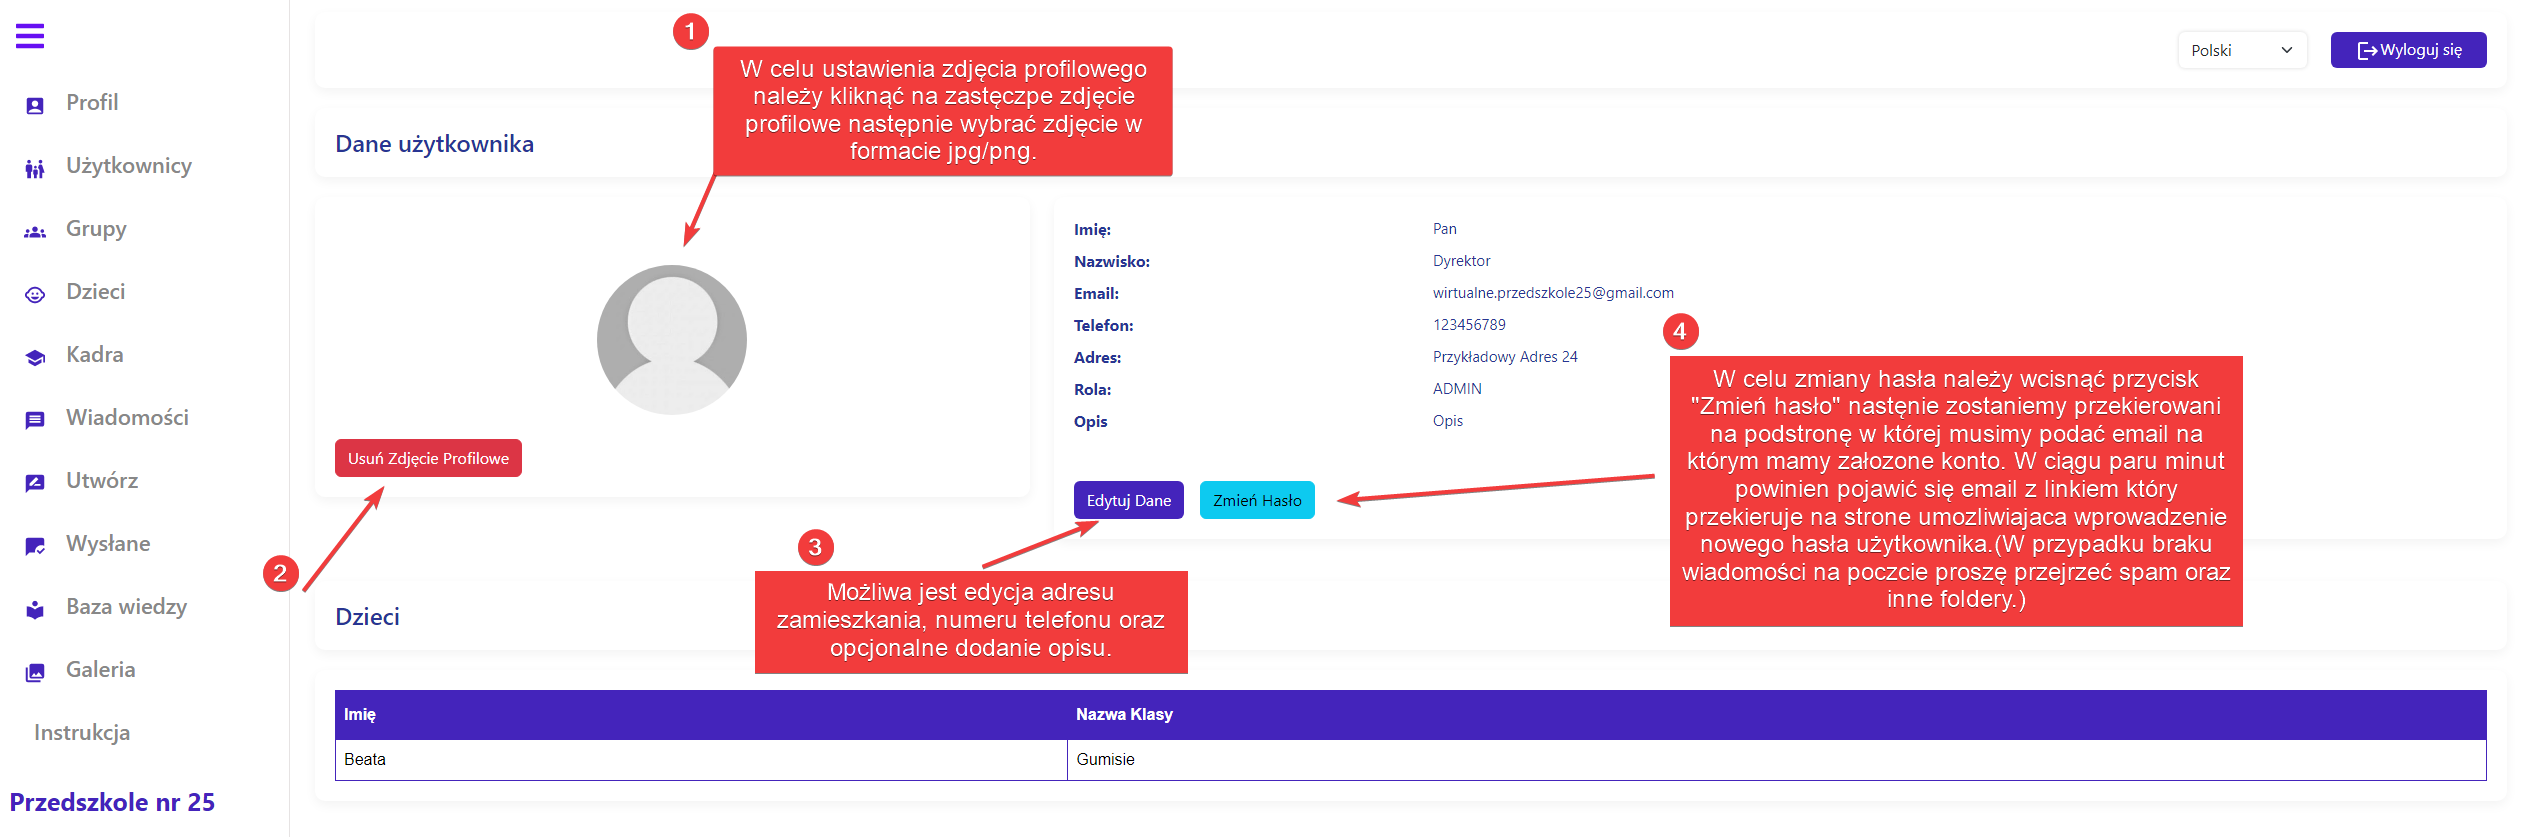 Profil
Użytkownicy
Grupy
Dzieci
Kadra
Wiadomości
Utwórz
Wysłane
Baza wiedzy
Galeria
Instrukcja
Przedszkole nr 25
Polski
Wyloguj się
1
W celu ustawienia zdjęcia profilowego
należy kliknąć na zastęczpe zdjęcie
profilowe następnie wybrać zdjęcie w
formacie jpg/png.
Dane użytkownika
Usuń Zdjęcie Profilowe
2
Imię: Pan
Nazwisko: Dyrektor
Email: wirtualne.przedszkole25@gmail.com
Telefon: 123456789
Adres: Przykładowy Adres 24
Rola: ADMIN
Opis Opis
Edytuj Dane Zmień Hasło
3
Możliwa jest edycja adresu
zamieszkania, numeru telefonu oraz
opcjonalne dodanie opisu.
4
W celu zmiany hasła należy wcisnąć przycisk
"Zmień hasło" nastęnie zostaniemy przekierowani
na podstronę w której musimy podać email na
którym mamy załozone konto. W ciągu paru minut
powinien pojawić się email z linkiem który
przekieruje na strone umozliwiajaca wprowadzenie
nowego hasła użytkownika.(W przypadku braku
wiadomości na poczcie proszę przejrzeć spam oraz
inne foldery.)
Dzieci
Imię Nazwa Klasy
Beata Gumisie